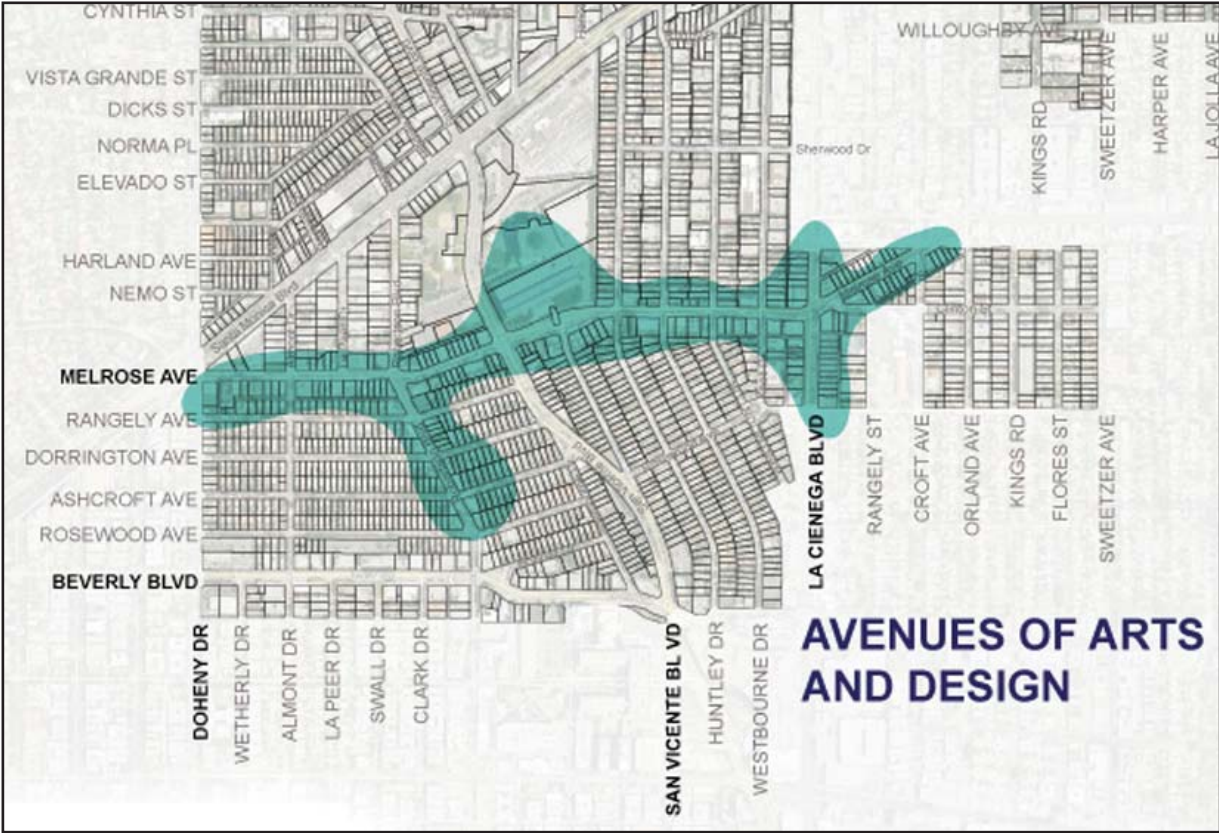 CYNTHIA ST
WILLOUGHBY AVE
VISTA GRANDE ST
DICKS ST
NORMA PL
ELEVADO ST
Sherwood Dr
KINGS RD
SWEETZER AVE
HARPER AVE
LA JOLLA AVE
HARLAND AVE
NEMO ST
Santa Monica Blvd
MELROSE AVE
RANGELY AVE
DORRINGTON AVE
ASHCROFT AVE
ROSEWOOD AVE
BEVERLY BLVD
LA CIENEGA BLVD
RANGELY ST
CROFT AVE
ORLAND AVE
KINGS RD
FLORES ST
SWEETZER AVE
DOHENY DR
WETHERLY DR
ALMONT DR
LA PEER DR
SWALL DR
CLARK DR
SAN VICENTE BL VD
HUNTLEY DR
WESTBOURNE DR
AVENUES OF ARTS
AND DESIGN